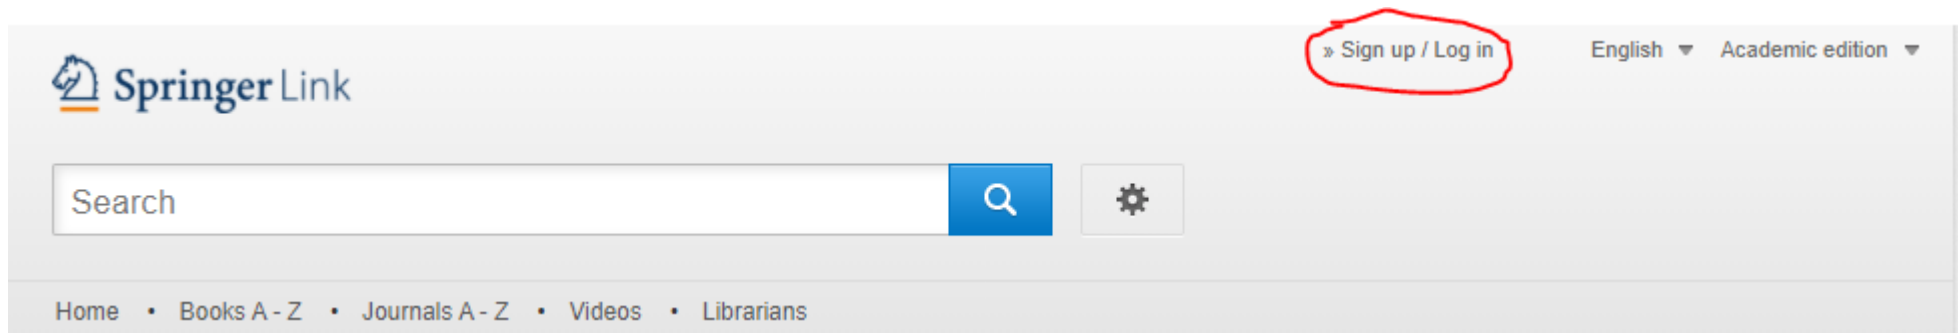 » Sign up / Log in English Academic edition
Springer Link
Search
Home • Books A - Z • Journals A - Z • Videos • Librarians